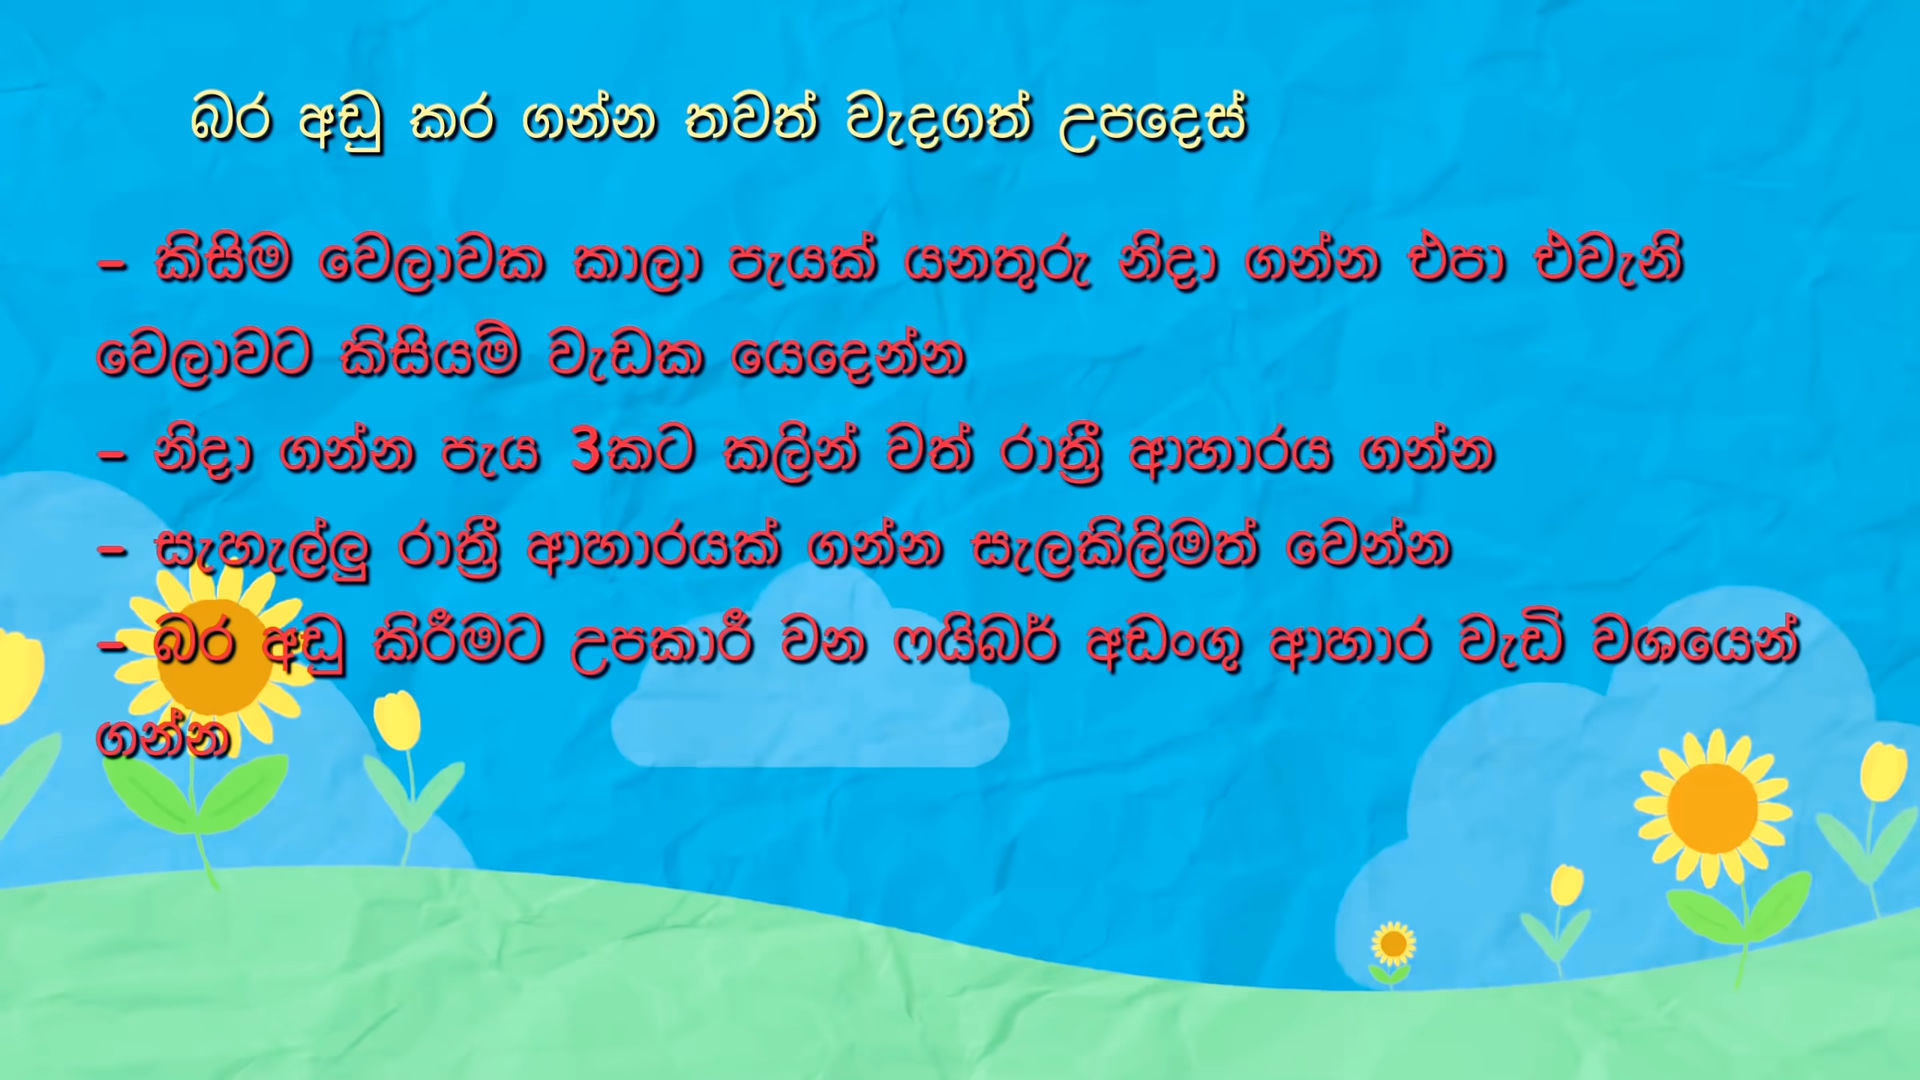 බර අඩු කර ගන්න තවත් වැදගත් උපදෙස්
- කිසිම වෙලාවක කාලා පැයක් යනතුරු නිදා ගන්න එපා එවැනි
වෙලාවට කිසියම් වැඩක යෙදෙන්න
- නිදා ගන්න පැය 3කට කලින් වත් රාත්‍රී ආහාරය ගන්න
- සැහැල්ලු රාත්‍රී ආහාරයක් ගන්න සැලකිලිමත් වෙන්න
- බර අඩු කිරීමට උපකාරී වන ෆයිබර් අඩංගු ආහාර වැඩි වශයෙන්
ගන්න